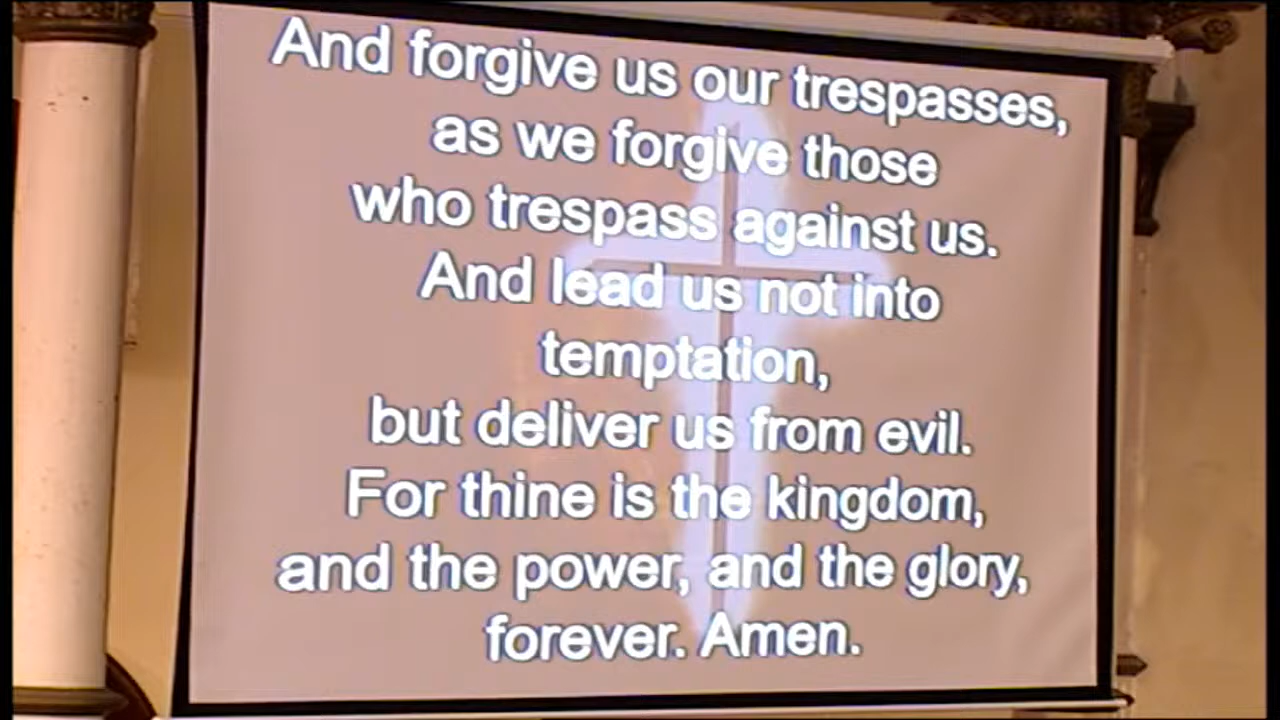 And forgive us our trespasses,
as we forgive those
who trespass against us.
And lead us not into
temptation,
but deliver us from evil.
For thine is the kingdom,
and the power, and the glory,
forever. Amen.